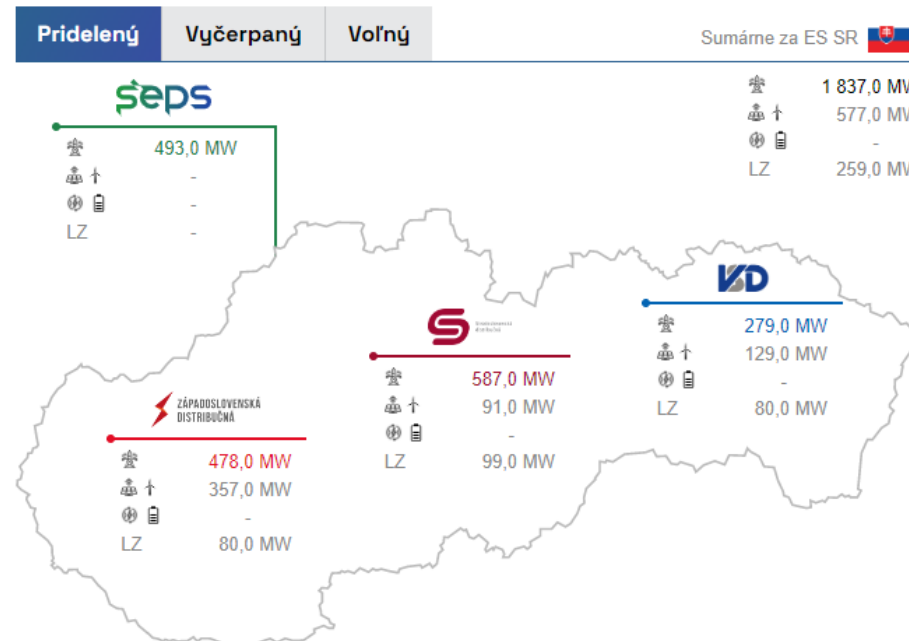 Pridelený Vyčerpaný Voľný
Sumárne za ES SR
seps
1 837,0 MW
577,0 MW
-
LZ 259,0 MW
493,0 MW
-
-
LZ -
VSD
279,0 MW
129,0 MW
-
LZ 80,0 MW
587,0 MW
91,0 MW
-
LZ 99,0 MW
ZÁPADOSLOVENSKÁ
DISTRIBUČNÁ
478,0 MW
357,0 MW
-
LZ 80,0 MW